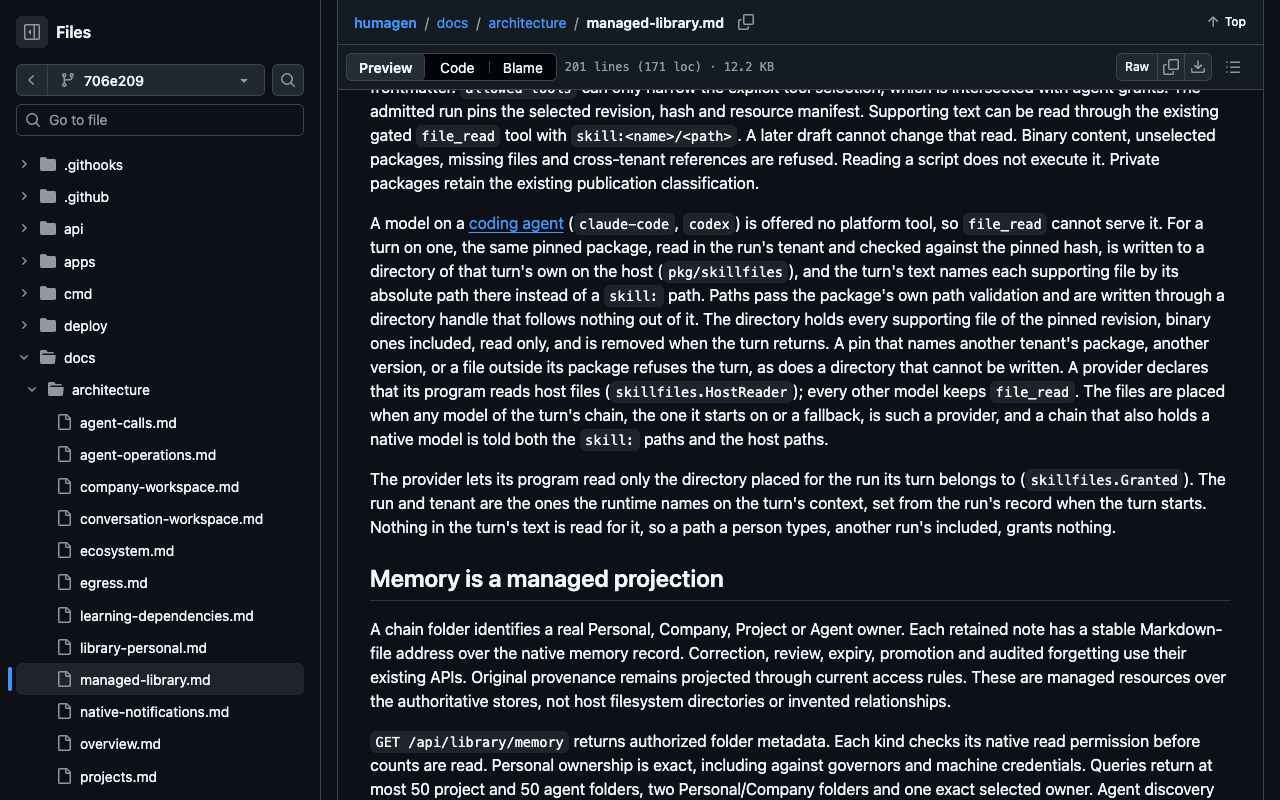 Files
706e209
Go to file
.githooks
.github
api
apps
cmd
deploy
docs
architecture
agent-calls.md
agent-operations.md
company-workspace.md
conversation-workspace.md
ecosystem.md
egress.md
learning-dependencies.md
library-personal.md
managed-library.md
native-notifications.md
overview.md
projects.md
humagen / docs / architecture / managed-library.md
Top
Preview Code Blame 201 lines (171 loc) · 12.2 KB
Raw
frontmatter. allowed-tools can only narrow the explicit tool selection, which is intersected with agent grants. The
admitted run pins the selected revision, hash and resource manifest. Supporting text can be read through the existing
gated file_read tool with skill:<name>/<path>. A later draft cannot change that read. Binary content, unselected
packages, missing files and cross-tenant references are refused. Reading a script does not execute it. Private
packages retain the existing publication classification.
A model on a coding agent (claude-code, codex) is offered no platform tool, so file_read cannot serve it. For a
turn on one, the same pinned package, read in the run's tenant and checked against the pinned hash, is written to a
directory of that turn's own on the host (pkg/skillfiles), and the turn's text names each supporting file by its
absolute path there instead of a skill: path. Paths pass the package's own path validation and are written through a
directory handle that follows nothing out of it. The directory holds every supporting file of the pinned revision, binary
ones included, read only, and is removed when the turn returns. A pin that names another tenant's package, another
version, or a file outside its package refuses the turn, as does a directory that cannot be written. A provider declares
that its program reads host files (skillfiles.HostReader); every other model keeps file_read. The files are placed
when any model of the turn's chain, the one it starts on or a fallback, is such a provider, and a chain that also holds a
native model is told both the skill: paths and the host paths.
The provider lets its program read only the directory placed for the run its turn belongs to (skillfiles.Granted). The
run and tenant are the ones the runtime names on the turn's context, set from the run's record when the turn starts.
Nothing in the turn's text is read for it, so a path a person types, another run's included, grants nothing.
Memory is a managed projection
A chain folder identifies a real Personal, Company, Project or Agent owner. Each retained note has a stable Markdown-
file address over the native memory record. Correction, review, expiry, promotion and audited forgetting use their
existing APIs. Original provenance remains projected through current access rules. These are managed resources over
the authoritative stores, not host filesystem directories or invented relationships.
GET /api/library/memory returns authorized folder metadata. Each kind checks its native read permission before
counts are read. Personal ownership is exact, including against governors and machine credentials. Queries return at
most 50 project and 50 agent folders, two Personal/Company folders and one exact selected owner. Agent discovery